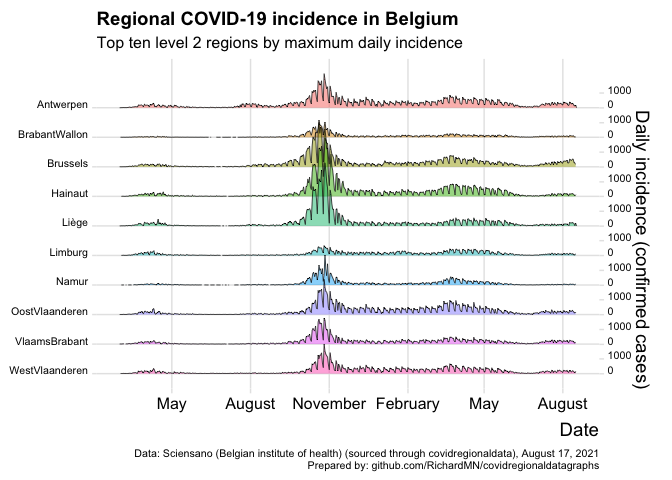 Regional COVID-19 incidence in Belgium
Top ten level 2 regions by maximum daily incidence
Antwerpen
1000
0
BrabantWallon
1000
0
Brussels
1000
0
Hainaut
1000
0
Liège
1000
0
Limburg
1000
0
Namur
1000
0
OostVlaanderen
1000
0
VlaamsBrabant
1000
0
WestVlaanderen
1000
0
Daily incidence (confirmed cases)
May August November February May August
Date
Data: Sciensano (Belgian institute of health) (sourced through covidregionaldata), August 17, 2021
Prepared by: github.com/RichardMN/covidregionaldatagraphs